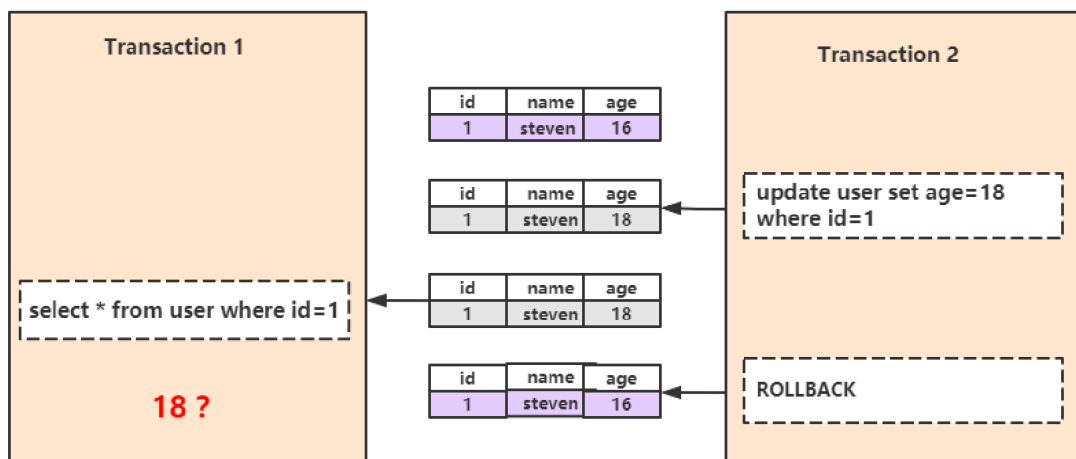 Transaction 1
Transaction 2
id name age
1 steven 16
update user set age=18
where id=1
id name age
1 steven 18
select * from user where id=1
id name age
1 steven 18
ROLLBACK
id name age
1 steven 16
18 ?